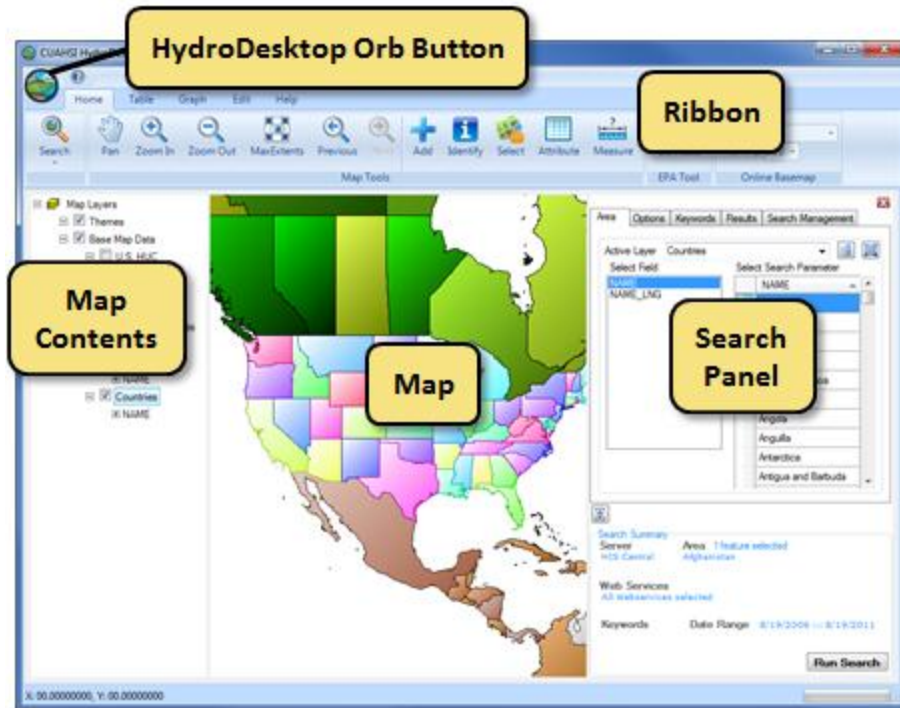 HydroDesktop Orb Button
CUAHSI
Home Table Graph Edit Help
Ribbon
Search Pan Zoom In Zoom Out MaxExtents Previous Add Identify Select Attribute Measure
Map Tools EPA Tool Online Basemap
Map Layers
Themes
Base Map Data
U.S. HUC
Map
Contents
NAME
Countries
NAME
Map
Area Options Keywords Results Search Management
Active Layer Countries
Select Field Select Search Parameter
NAME NAME
NAME_LNG
Search
Panel
Angola
Anguilla
Antarctica
Antigua and Barbuda
Search Summary
Server Area 1 feature selected
HIS Central Afghanistan
Web Services
All Webservices selected
Keywords Date Range 8/19/2011
Run Search
X: 00.00000000, Y: 00.00000000